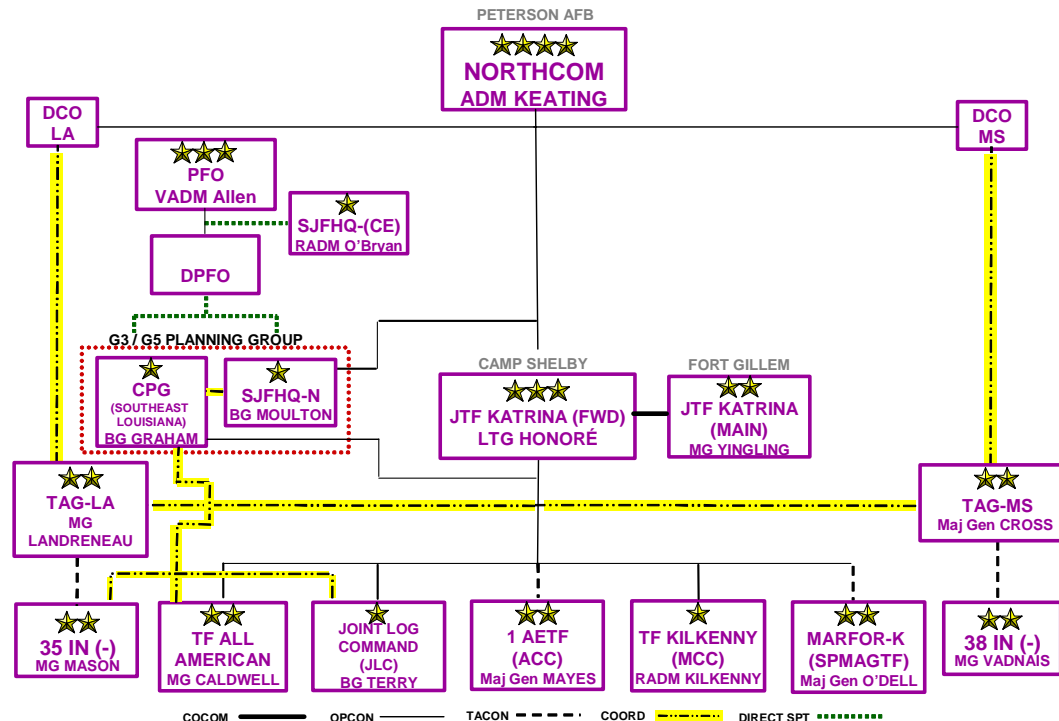 PETERSON AFB
NORTHCOM
ADM KEATING
DCO
LA
DCO
MS
PFO
VADM Allen
SJFHQ-(CE)
RADM O'Bryan
DPFO
G3 / G5 PLANNING GROUP
CPG
(SOUTHEAST
LOUISIANA)
BG GRAHAM
SJFHQ-N
BG MOULTON
CAMP SHELBY
JTF KATRINA (FWD)
LTG HONORÉ
FORT GILLEM
JTF KATRINA
(MAIN)
MG YINGLING
TAG-LA
MG
LANDRENEAU
TAG-MS
Maj Gen CROSS
35 IN (-)
MG MASON
TF ALL
AMERICAN
MG CALDWELL
JOINT LOG
COMMAND
(JLC)
BG TERRY
1 AETF
(ACC)
Maj Gen MAYES
TF KILKENNY
(MCC)
RADM KILKENNY
MARFOR-K
(SPMAGTF)
Maj Gen O'DELL
38 IN (-)
MG VADNAIS
COCOM OPCON TACON COORD DIRECT SPT